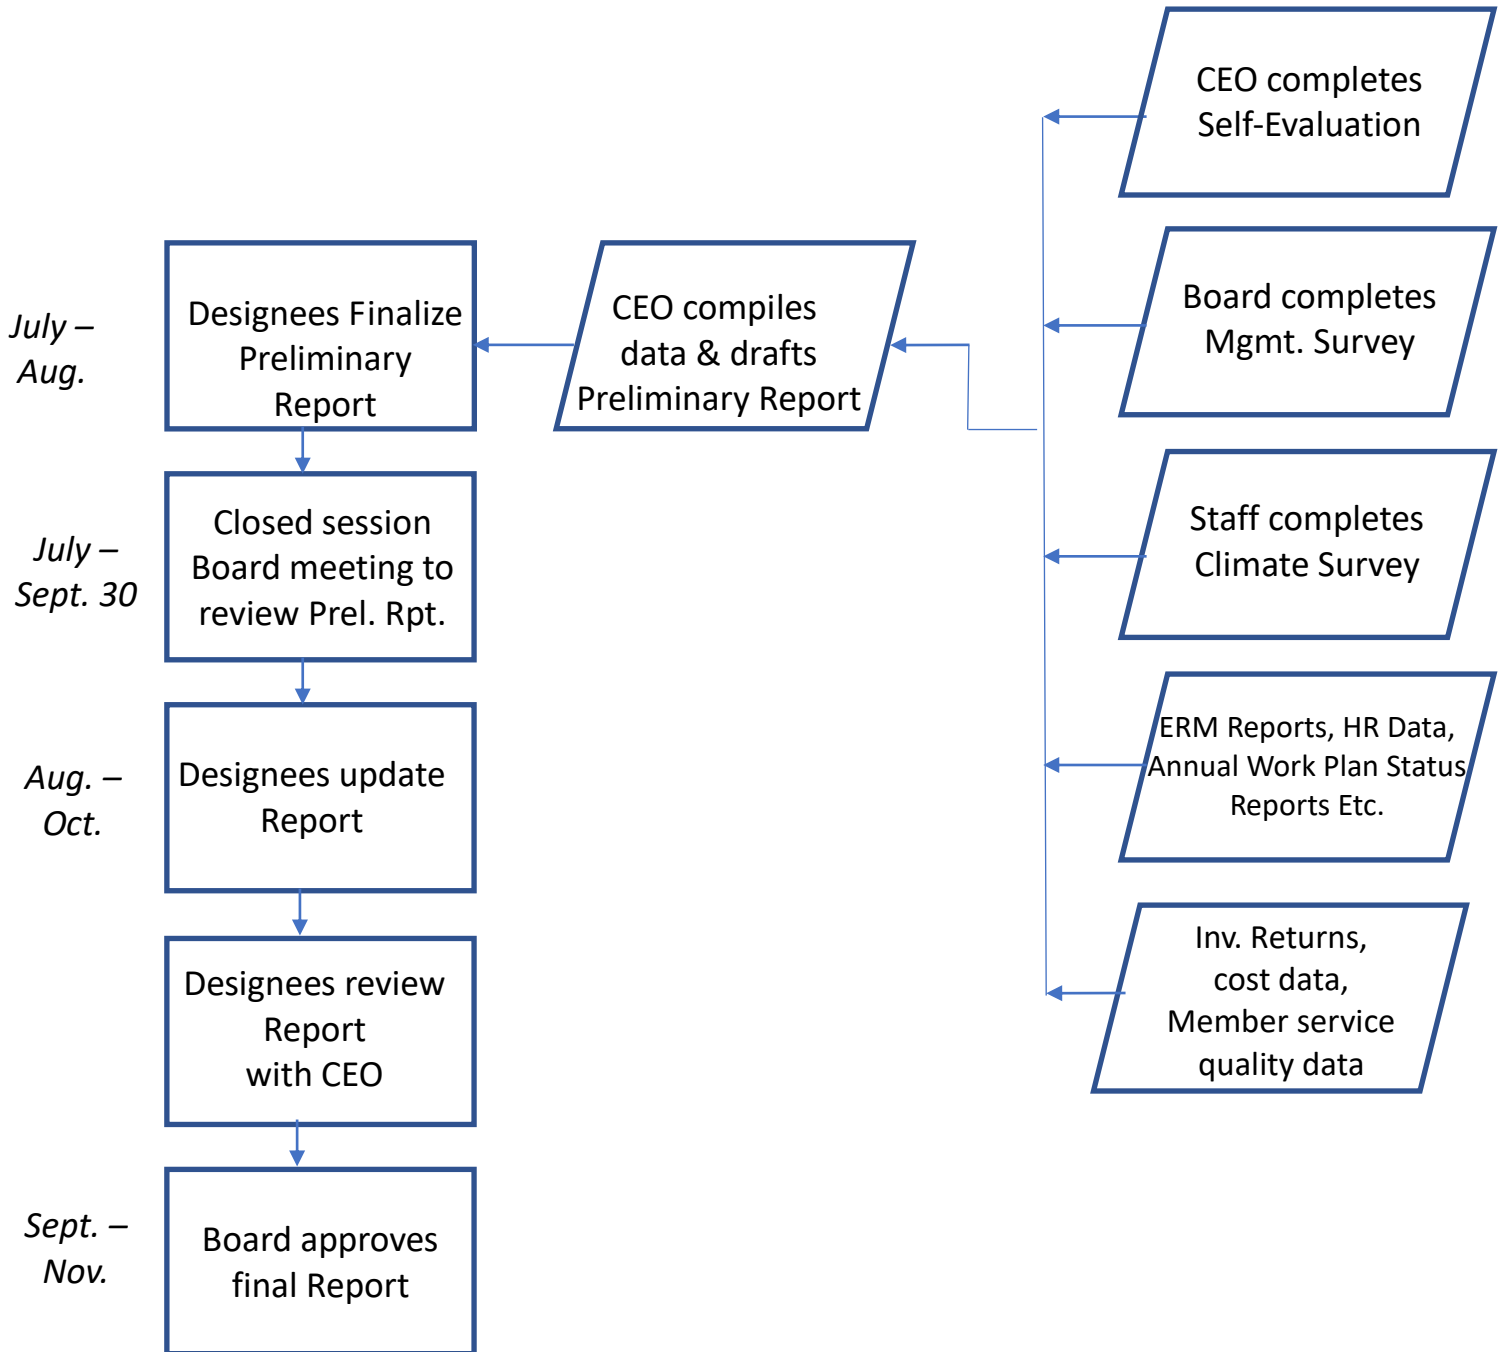 CEO completes
Self-Evaluation
Board completes
Mgmt. Survey
Staff completes
Climate Survey
ERM Reports, HR Data,
Annual Work Plan Status
Reports Etc.
Inv. Returns,
cost data,
Member service
quality data
CEO compiles
data & drafts
Preliminary Report
July –
Aug.
Designees Finalize
Preliminary
Report
July –
Sept. 30
Closed session
Board meeting to
review Prel. Rpt.
Aug. –
Oct.
Designees update
Report
Designees review
Report
with CEO
Sept. –
Nov.
Board approves
final Report